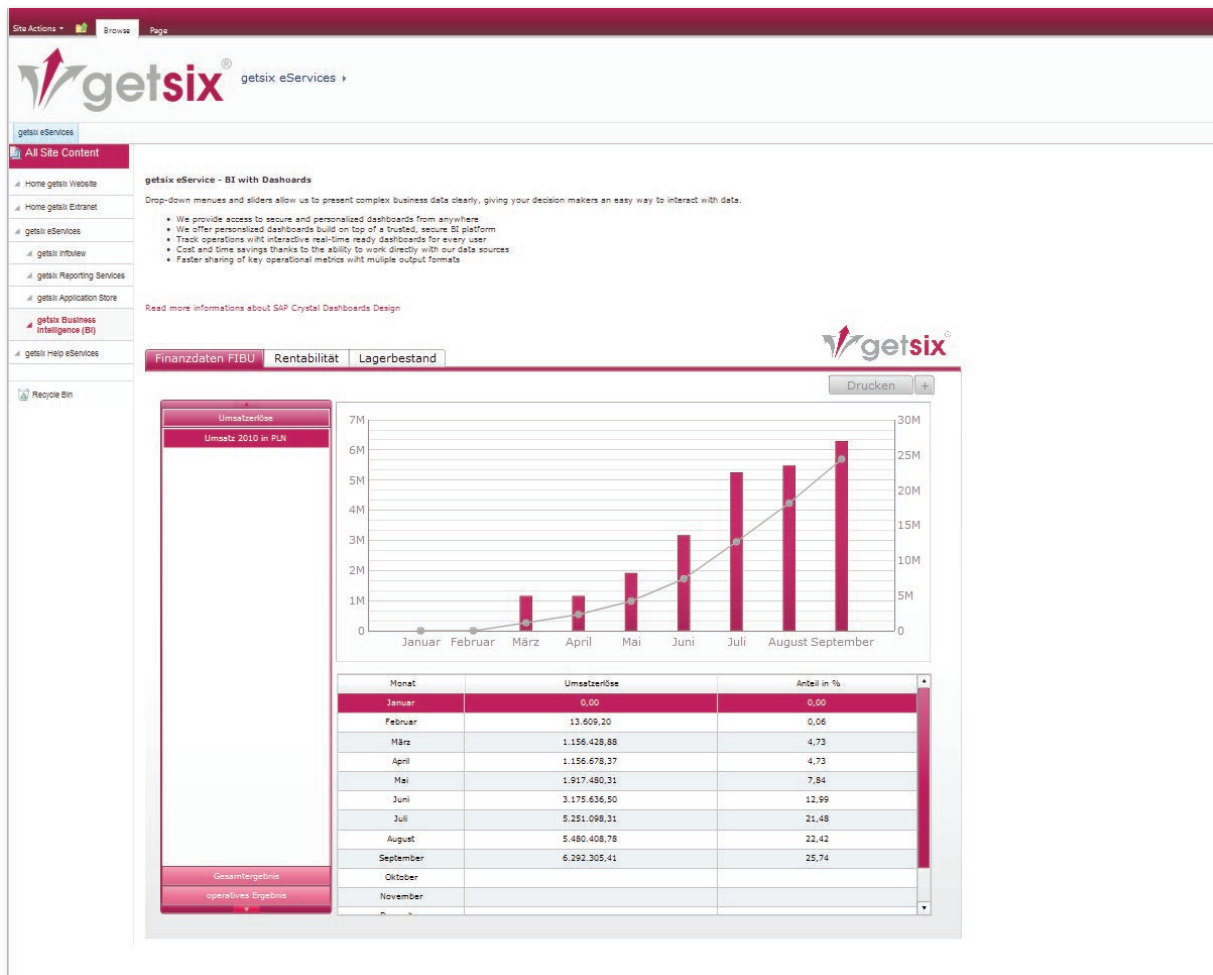 Site Actions
Browse
Page
getsix®
getsix eServices
getsix eServices
All Site Content
Home getsix Website
Home getsix Extranet
getsix eServices
getsix Infoview
getsix Reporting Services
getsix Application Store
getsix Business
Intelligence (BI)
getsix Help eServices
Recycle Bin
getsix eService - BI with Dashoards
Drop-down menues and sliders allow us to present complex business data clearly, giving your decision makers an easy way to interact with data.
We provide access to secure and personalized dashboards from anywhere
We offer personslized dashboards build on top of a trusted, secure BI platform
Track operations wiht interactive real-time ready dashboards for every user
Cost and time savings thanks to the ability to work directly with our data sources
Faster sharing of key operational metrics wiht muliple output formats
Read more informations about SAP Crystal Dashboards Design
getsix®
Finanzdaten FIBU Rentabilität Lagerbestand
Drucken +
Umsatzerlöse
Umsatz 2010 in PLN
Gesamtergebnis
operatives Ergebnis
7M
6M
5M
4M
3M
2M
1M
0
30M
25M
20M
15M
10M
5M
0
Januar Februar März April Mai Juni Juli August September
Monat Umsatzerlöse Anteil in %
Januar 0,00 0,00
Februar 13.609,20 0,06
März 1.156.428,88 4,73
April 1.156.678,37 4,73
Mai 1.917.480,31 7,84
Juni 3.175.636,50 12,99
Juli 5.251.098,31 21,48
August 5.480.408,78 22,42
September 6.292.305,41 25,74
Oktober
November